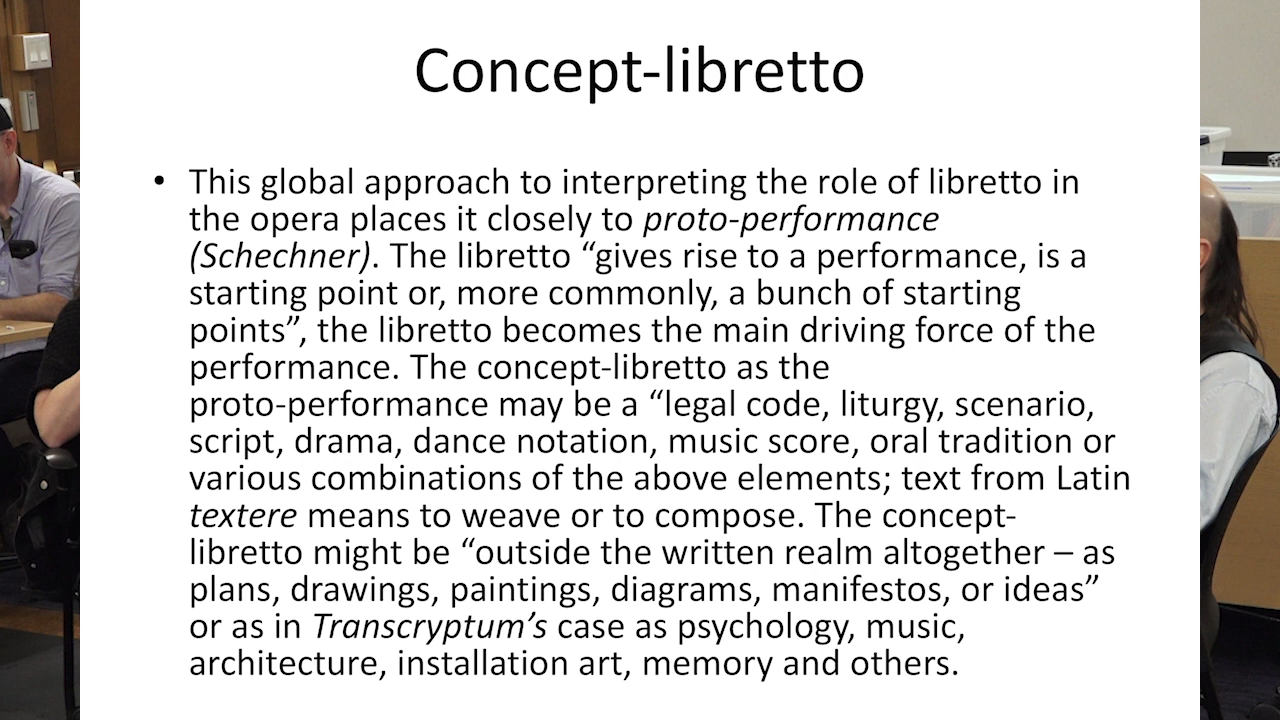 Concept-libretto
• This global approach to interpreting the role of libretto in
the opera places it closely to proto-performance
(Schechner). The libretto “gives rise to a performance, is a
starting point or, more commonly, a bunch of starting
points”, the libretto becomes the main driving force of the
performance. The concept-libretto as the
proto-performance may be a “legal code, liturgy, scenario,
script, drama, dance notation, music score, oral tradition or
various combinations of the above elements; text from Latin
textere means to weave or to compose. The concept-
libretto might be “outside the written realm altogether – as
plans, drawings, paintings, diagrams, manifestos, or ideas”
or as in Transcryptum’s case as psychology, music,
architecture, installation art, memory and others.